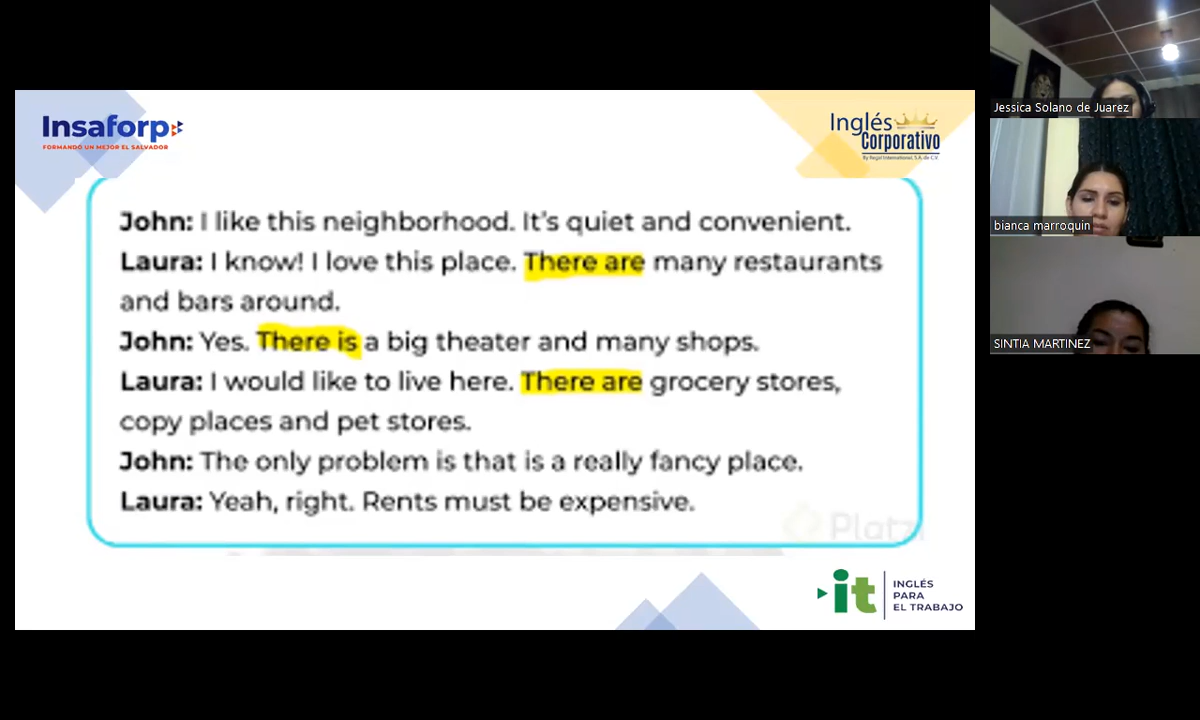 Insaforp
FORMANDO UN MEJOR EL SALVADOR
Inglés
Corporativo
By Regal International, S.A. de C.V.
John: I like this neighborhood. It's quiet and convenient.
Laura: I know! I love this place. There are many restaurants
and bars around.
John: Yes. There is a big theater and many shops.
Laura: I would like to live here. There are grocery stores,
copy places and pet stores.
John: The only problem is that is a really fancy place.
Laura: Yeah, right. Rents must be expensive.
Platzi
it
INGLÉS
PARA
EL TRABAJO
Jessica Solano de Juarez
bianca marroquin
SINTIA MARTINEZ